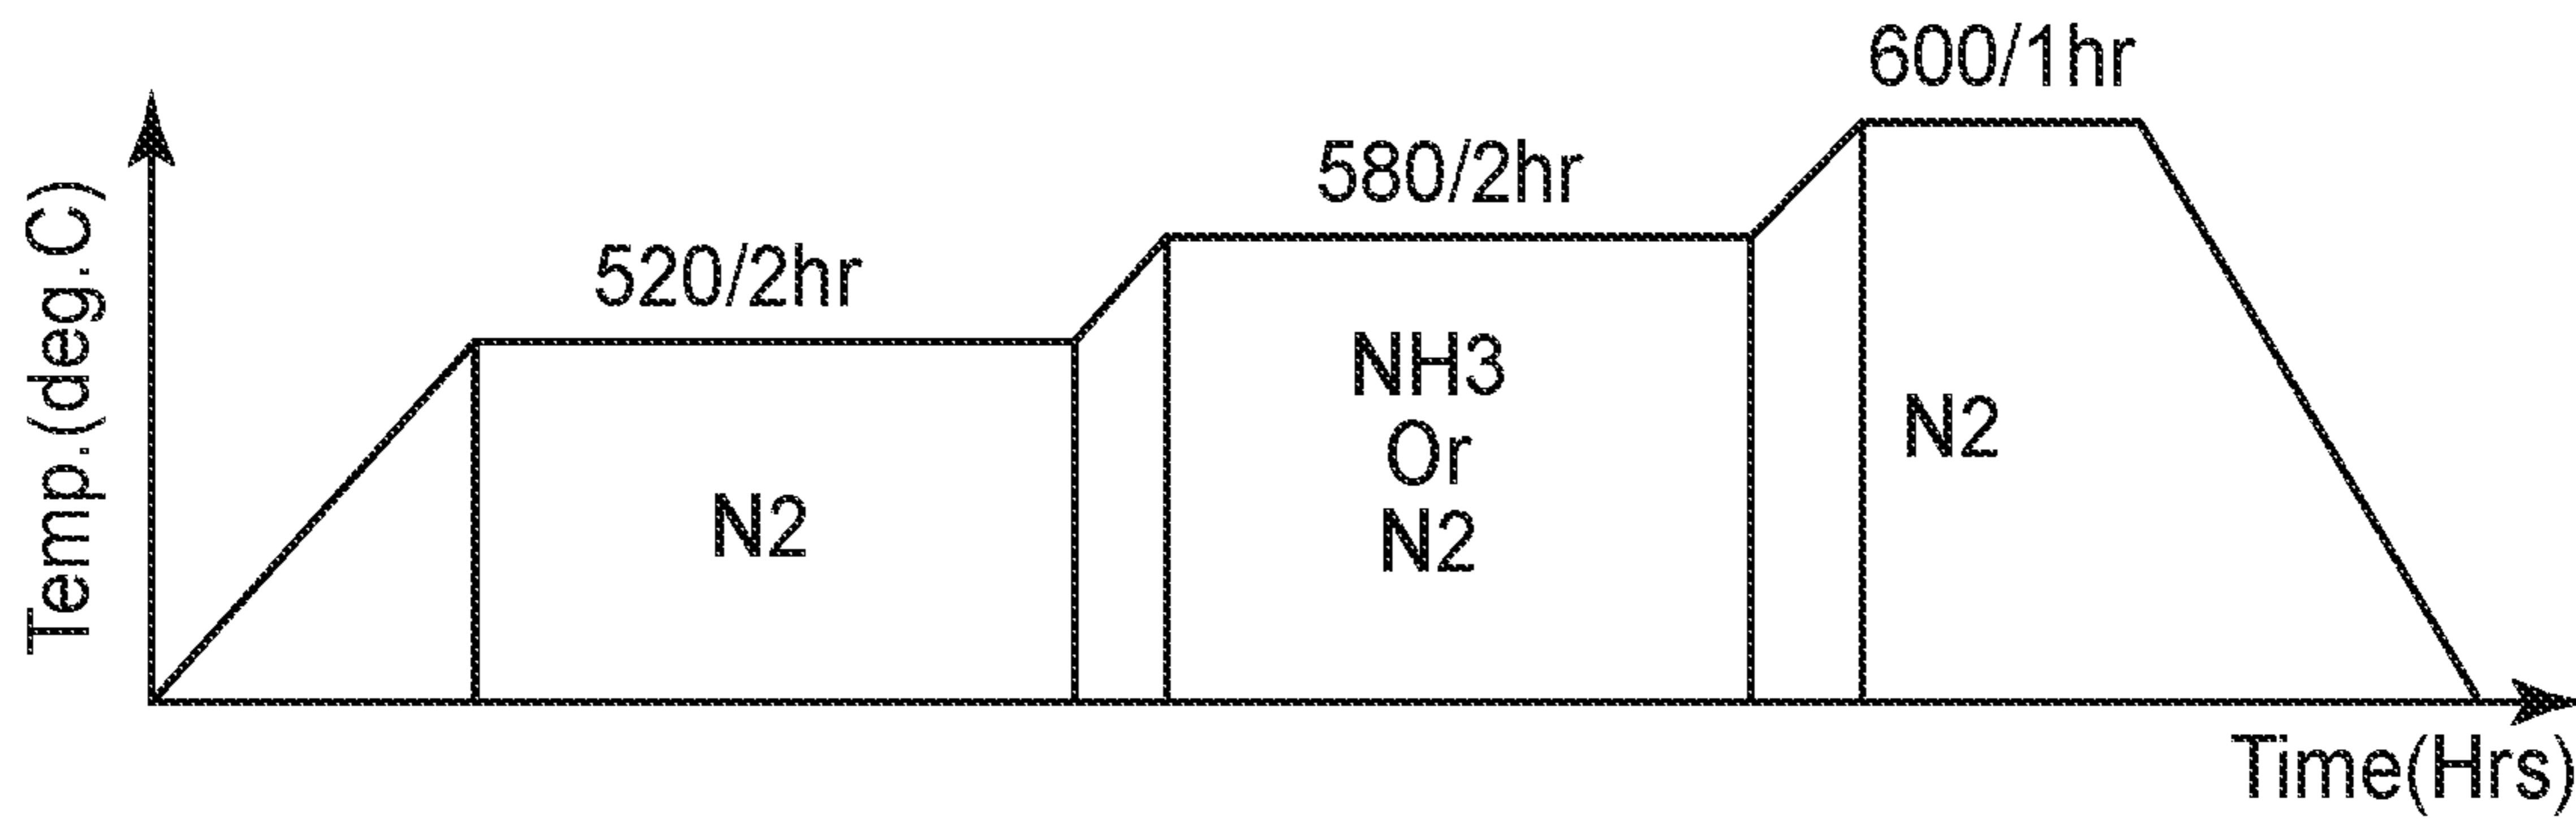 600/1hr
580/2hr
520/2hr
Temp.(deg.C)
N2
NH3
Or
N2
N2
Time(Hrs)